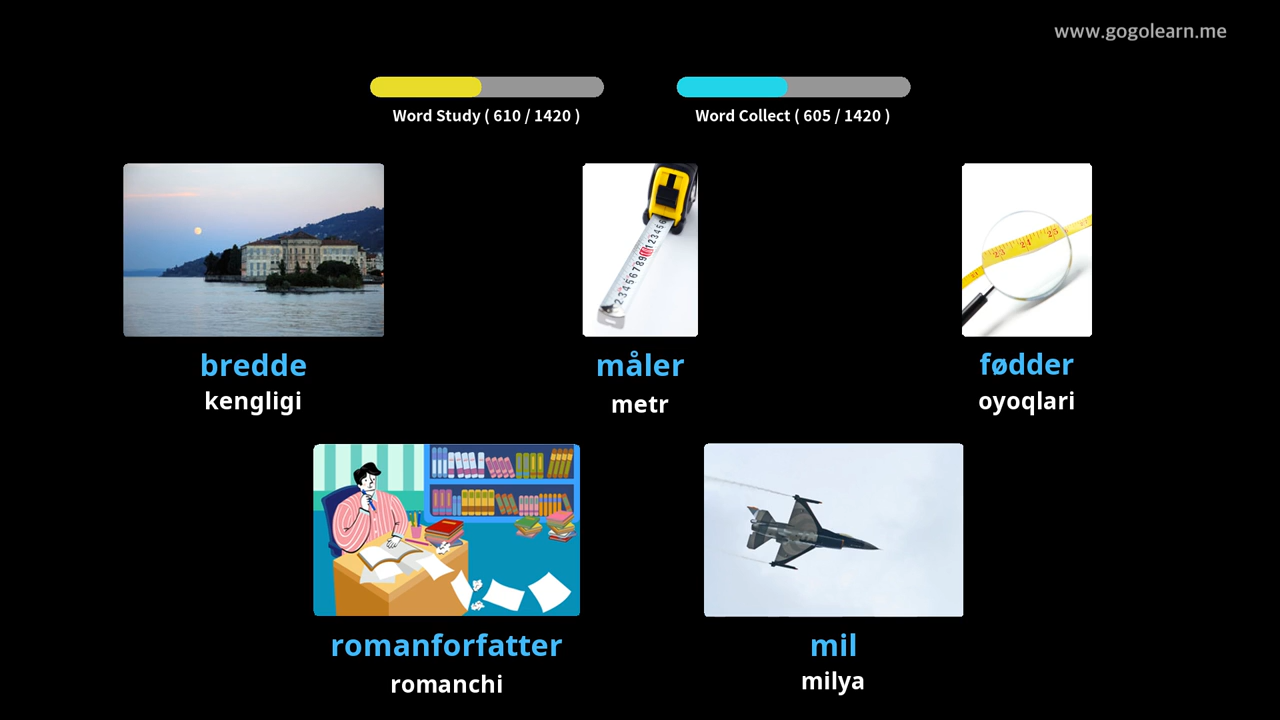 www.gogolearn.me
Word Study ( 610 / 1420 )
Word Collect ( 605 / 1420 )
bredde
kengligi
måler
metr
fødder
oyoqlari
romanforfatter
romanchi
mil
milya